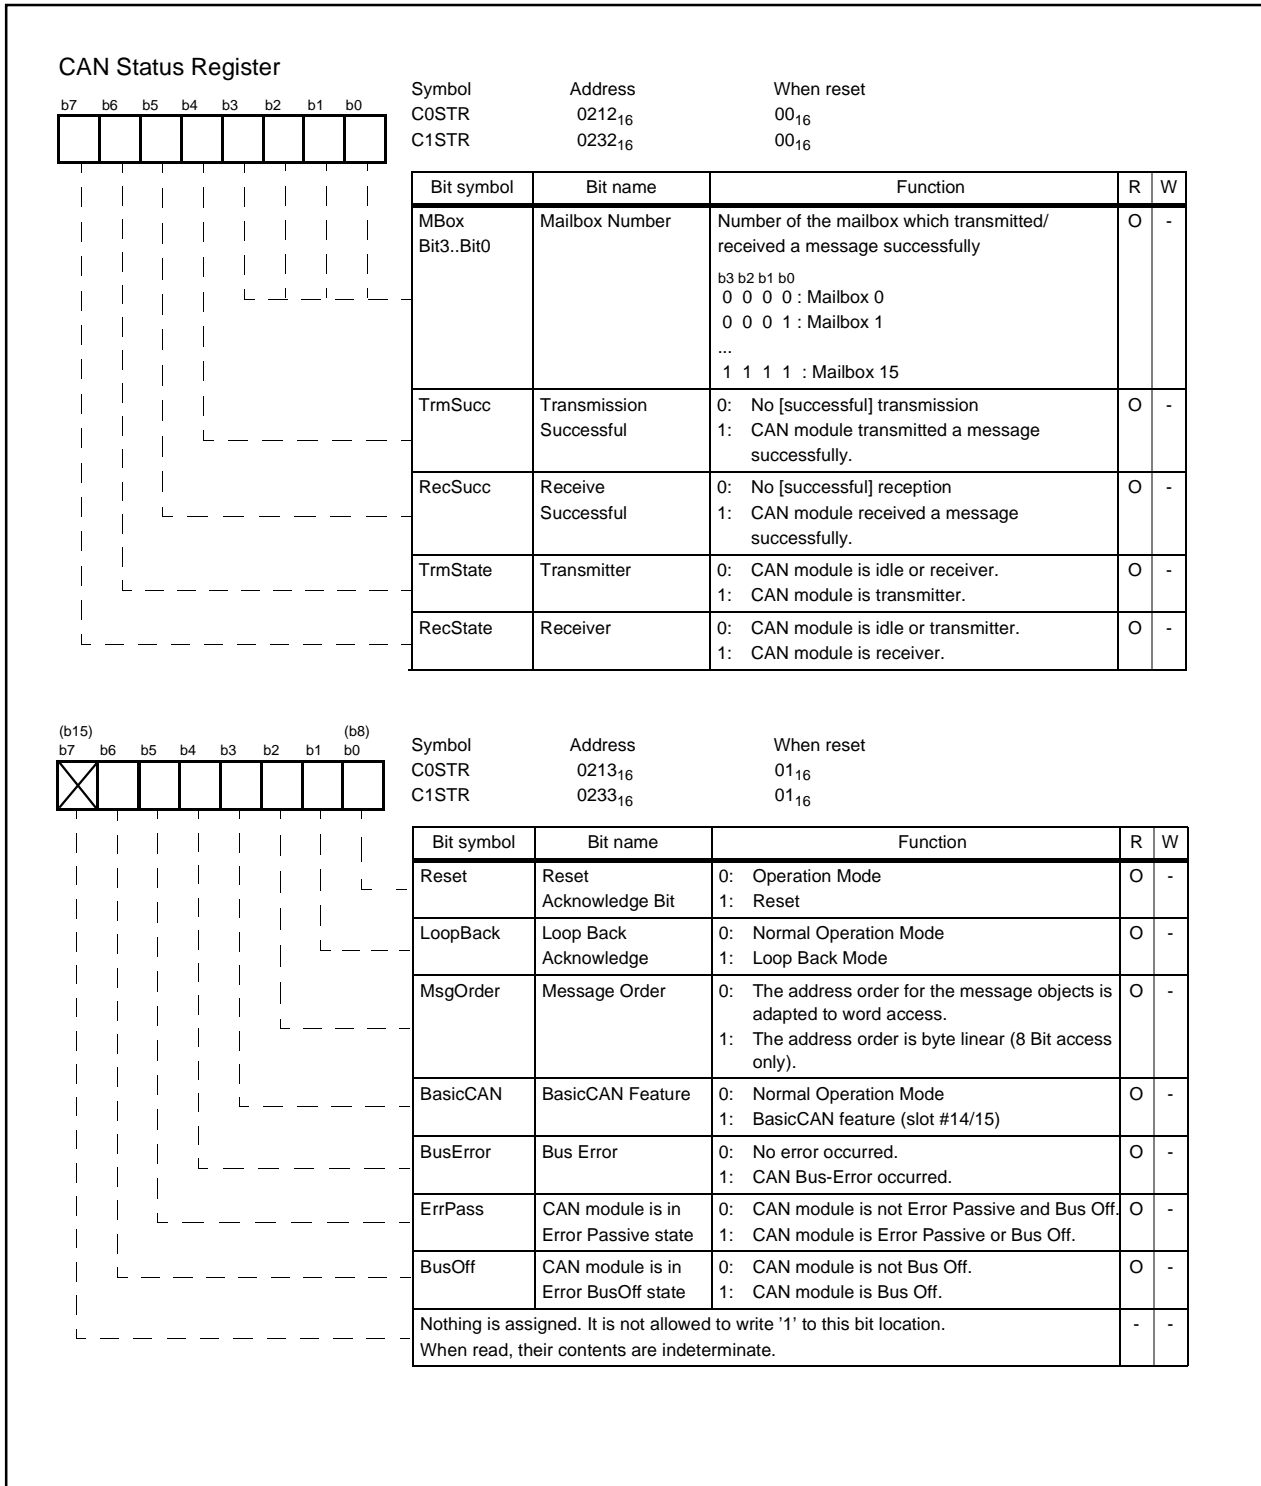 CAN Status Register
Symbol Address When reset
b7 b6 b5 b4 b3 b2 b1 b0
C0STR 0212₁₆ 00₁₆
C1STR 0232₁₆ 00₁₆
Bit symbol Bit name Function R W
MBox Mailbox Number Number of the mailbox which transmitted/ O -
Bit3..Bit0 received a message successfully
b3 b2 b1 b0
0 0 0 0 : Mailbox 0
0 0 0 1 : Mailbox 1
...
1 1 1 1 : Mailbox 15
TrmSucc Transmission 0: No [successful] transmission O -
Successful 1: CAN module transmitted a message
successfully.
RecSucc Receive 0: No [successful] reception O -
Successful 1: CAN module received a message
successfully.
TrmState Transmitter 0: CAN module is idle or receiver. O -
1: CAN module is transmitter.
RecState Receiver 0: CAN module is idle or transmitter. O -
1: CAN module is receiver.
(b15) (b8)
b7 b6 b5 b4 b3 b2 b1 b0
Symbol Address When reset
C0STR 0213₁₆ 01₁₆
C1STR 0233₁₆ 01₁₆
Bit symbol Bit name Function R W
Reset Reset 0: Operation Mode O -
Acknowledge Bit 1: Reset
LoopBack Loop Back 0: Normal Operation Mode O -
Acknowledge 1: Loop Back Mode
MsgOrder Message Order 0: The address order for the message objects is O -
adapted to word access.
1: The address order is byte linear (8 Bit access
only).
BasicCAN BasicCAN Feature 0: Normal Operation Mode O -
1: BasicCAN feature (slot #14/15)
BusError Bus Error 0: No error occurred. O -
1: CAN Bus-Error occurred.
ErrPass CAN module is in 0: CAN module is not Error Passive and Bus Off. O -
Error Passive state 1: CAN module is Error Passive or Bus Off.
BusOff CAN module is in 0: CAN module is not Bus Off. O -
Error BusOff state 1: CAN module is Bus Off.
Nothing is assigned. It is not allowed to write '1' to this bit location. - -
When read, their contents are indeterminate.